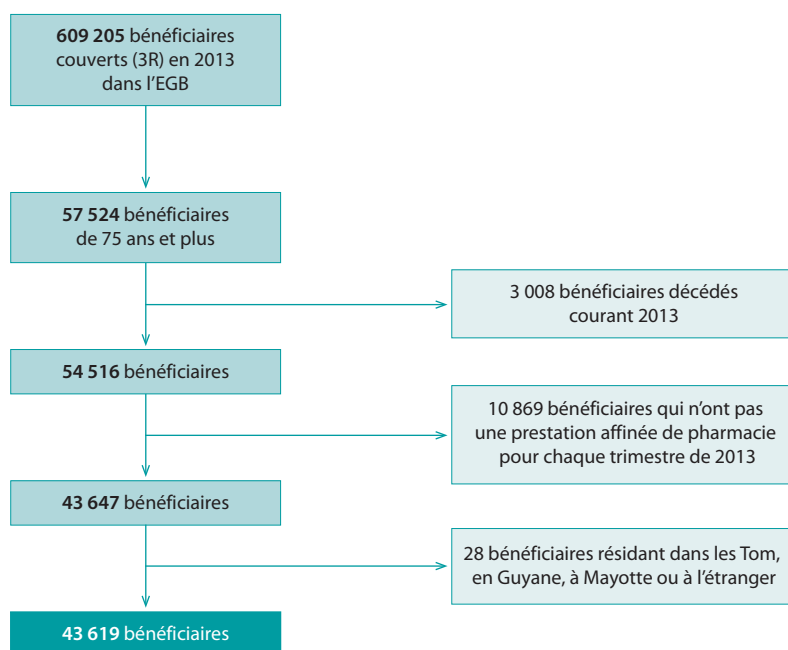 609 205 bénéficiaires
couverts (3R) en 2013
dans l'EGB
57 524 bénéficiaires
de 75 ans et plus
3 008 bénéficiaires décédés
courant 2013
54 516 bénéficiaires
10 869 bénéficiaires qui n'ont pas
une prestation affinée de pharmacie
pour chaque trimestre de 2013
43 647 bénéficiaires
28 bénéficiaires résidant dans les Tom,
en Guyane, à Mayotte ou à l'étranger
43 619 bénéficiaires